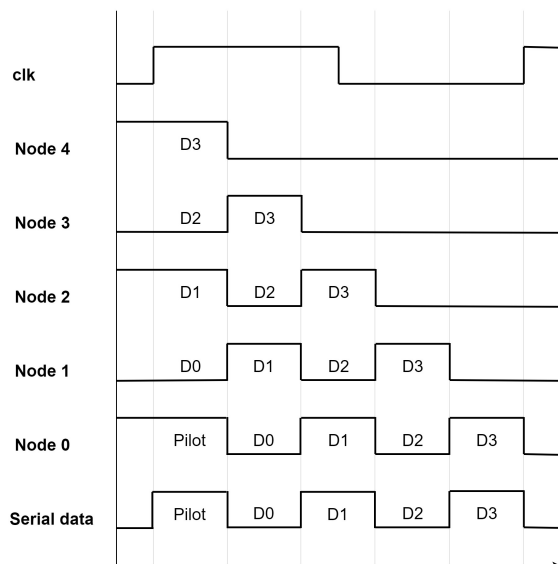 clk
Node 4 D3
Node 3 D2 D3
Node 2 D1 D2 D3
Node 1 D0 D1 D2 D3
Node 0 Pilot D0 D1 D2 D3
Serial data Pilot D0 D1 D2 D3